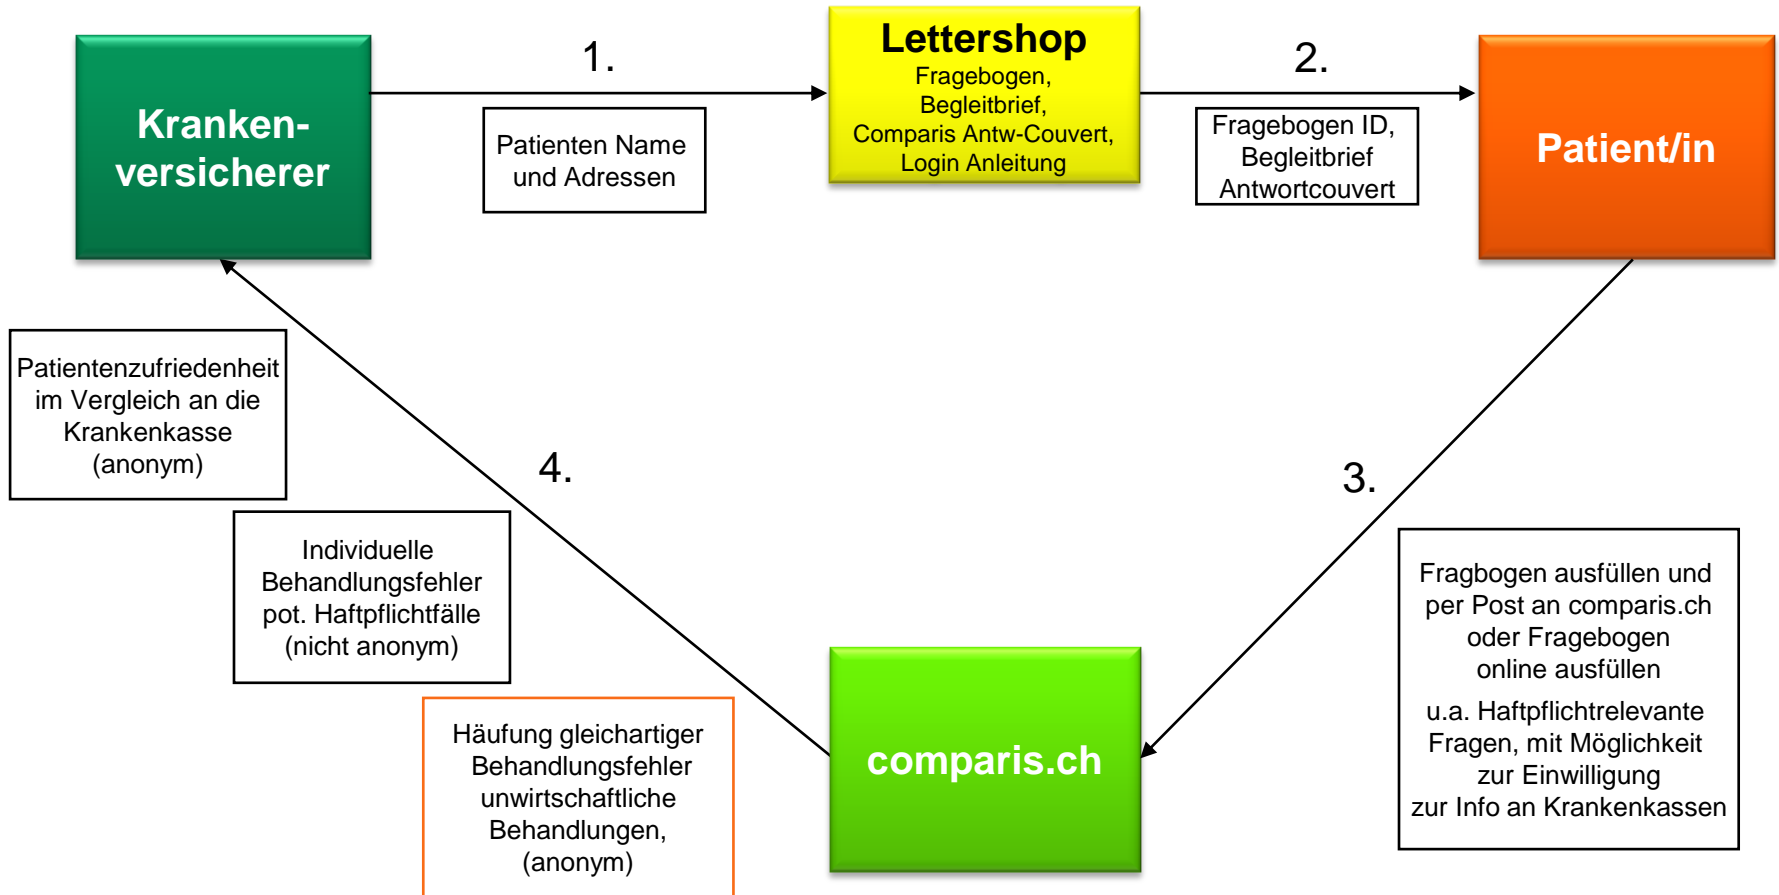 Kranken-
versicherer
1.
Patienten Name
und Adressen
Lettershop
Fragebogen,
Begleitbrief,
Comparis Antw-Couvert,
Login Anleitung
2.
Fragebogen ID,
Begleitbrief
Antwortcouvert
Patient/in
3.
Fragbogen ausfüllen und
per Post an comparis.ch
oder Fragebogen
online ausfüllen
u.a. Haftpflichtrelevante
Fragen, mit Möglichkeit
zur Einwilligung
zur Info an Krankenkassen
comparis.ch
4.
Patientenzufriedenheit
im Vergleich an die
Krankenkasse
(anonym)
Individuelle
Behandlungsfehler
pot. Haftpflichtfälle
(nicht anonym)
Häufung gleichartiger
Behandlungsfehler
unwirtschaftliche
Behandlungen,
(anonym)